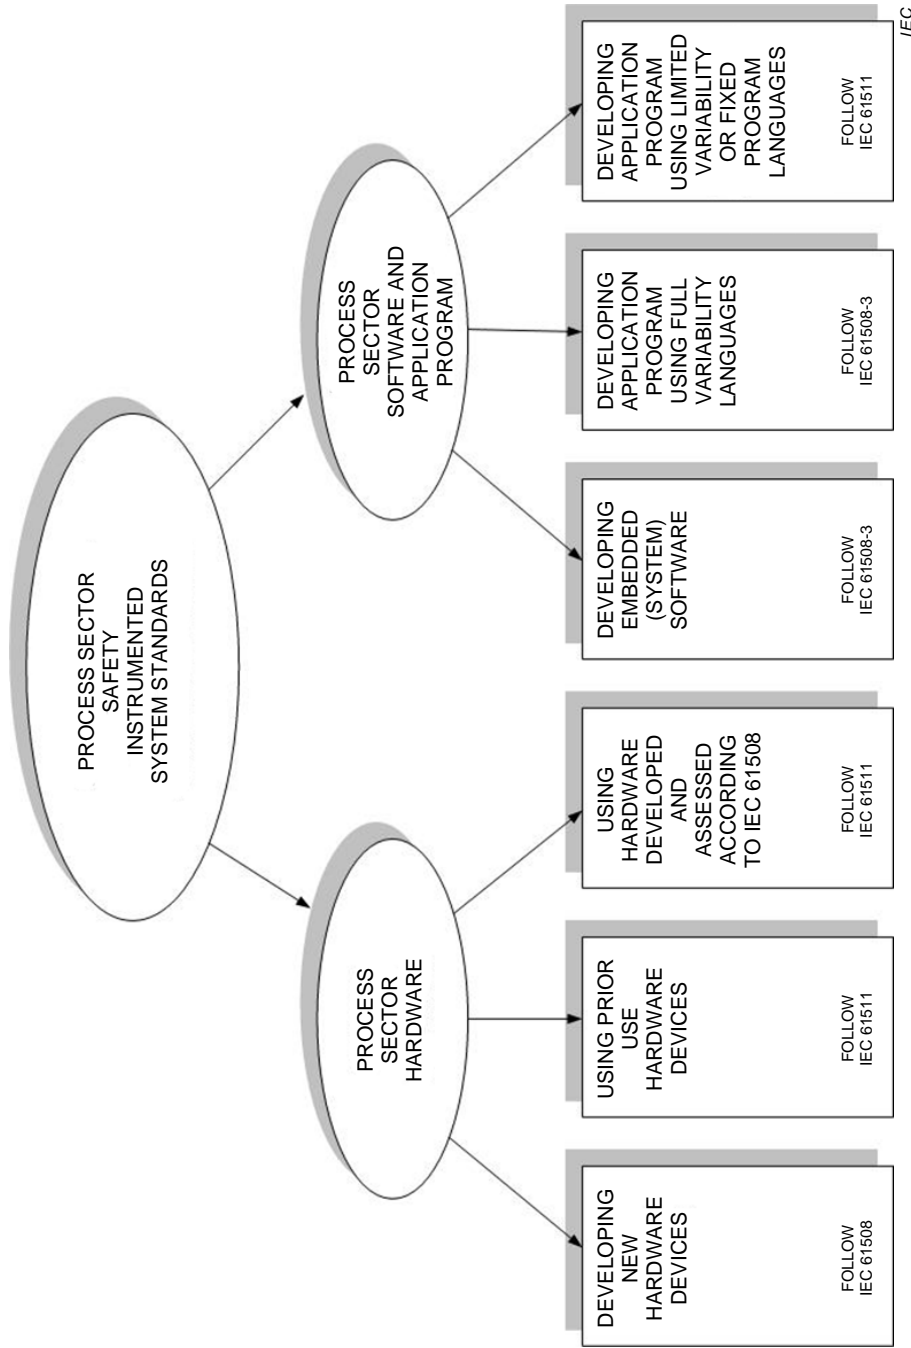 PROCESS SECTOR
SAFETY
INSTRUMENTED
SYSTEM STANDARDS
PROCESS
SECTOR
HARDWARE
PROCESS
SECTOR
SOFTWARE AND
APPLICATION
PROGRAM
DEVELOPING
NEW
HARDWARE
DEVICES
FOLLOW
IEC 61508
USING PRIOR
USE
HARDWARE
DEVICES
FOLLOW
IEC 61511
USING
HARDWARE
DEVELOPED
AND
ASSESSED
ACCORDING
TO IEC 61508
FOLLOW
IEC 61511
DEVELOPING
EMBEDDED
(SYSTEM)
SOFTWARE
FOLLOW
IEC 61508-3
DEVELOPING
APPLICATION
PROGRAM
USING FULL
VARIABILITY
LANGUAGES
FOLLOW
IEC 61508-3
DEVELOPING
APPLICATION
PROGRAM
USING LIMITED
VARIABILITY
OR FIXED
PROGRAM
LANGUAGES
FOLLOW
IEC 61511
IEC